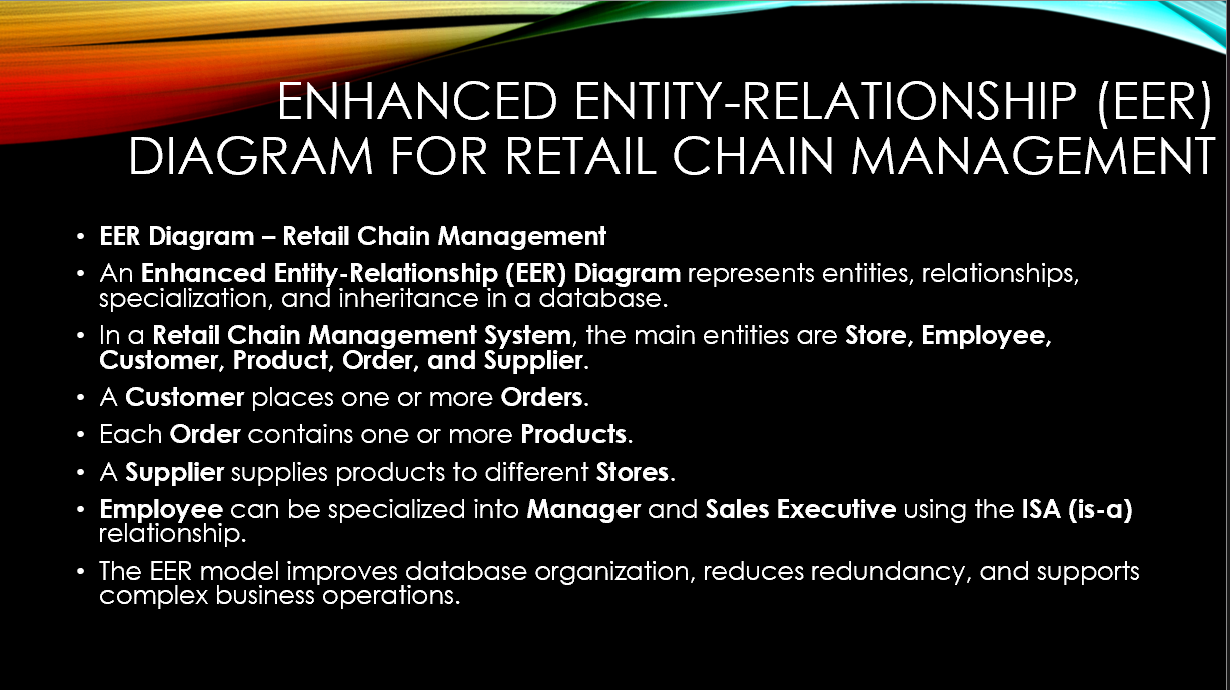 ENHANCED ENTITY-RELATIONSHIP (EER)
DIAGRAM FOR RETAIL CHAIN MANAGEMENT
• EER Diagram – Retail Chain Management
• An Enhanced Entity-Relationship (EER) Diagram represents entities, relationships,
specialization, and inheritance in a database.
• In a Retail Chain Management System, the main entities are Store, Employee,
Customer, Product, Order, and Supplier.
• A Customer places one or more Orders.
• Each Order contains one or more Products.
• A Supplier supplies products to different Stores.
• Employee can be specialized into Manager and Sales Executive using the ISA (is-a)
relationship.
• The EER model improves database organization, reduces redundancy, and supports
complex business operations.